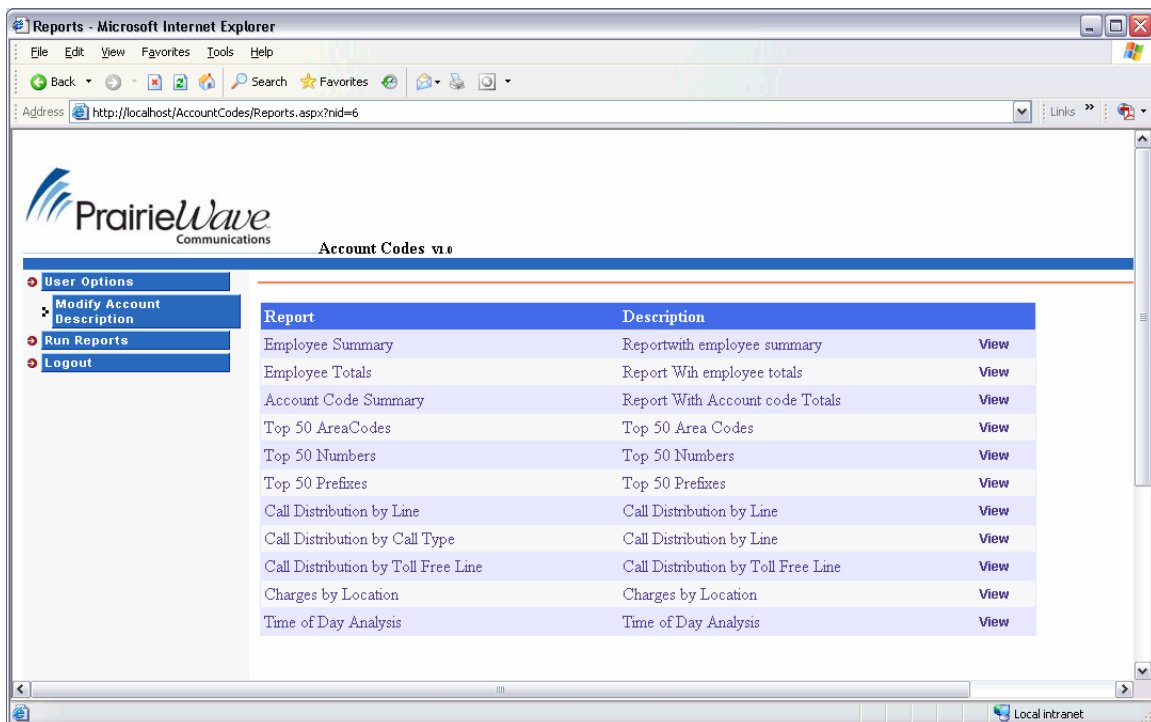 Reports - Microsoft Internet Explorer
File Edit View Favorites Tools Help
Back Search Favorites
Address http://localhost/AccountCodes/Reports.aspx?nid=6 Links »
PrairieWave
Communications
Account Codes v1.0
User Options
Modify Account
Description
Run Reports
Logout
Report Description
Employee Summary Reportwith employee summary View
Employee Totals Report Wih employee totals View
Account Code Summary Report With Account code Totals View
Top 50 AreaCodes Top 50 Area Codes View
Top 50 Numbers Top 50 Numbers View
Top 50 Prefixes Top 50 Prefixes View
Call Distribution by Line Call Distribution by Line View
Call Distribution by Call Type Call Distribution by Line View
Call Distribution by Toll Free Line Call Distribution by Toll Free Line View
Charges by Location Charges by Location View
Time of Day Analysis Time of Day Analysis View
Local intranet